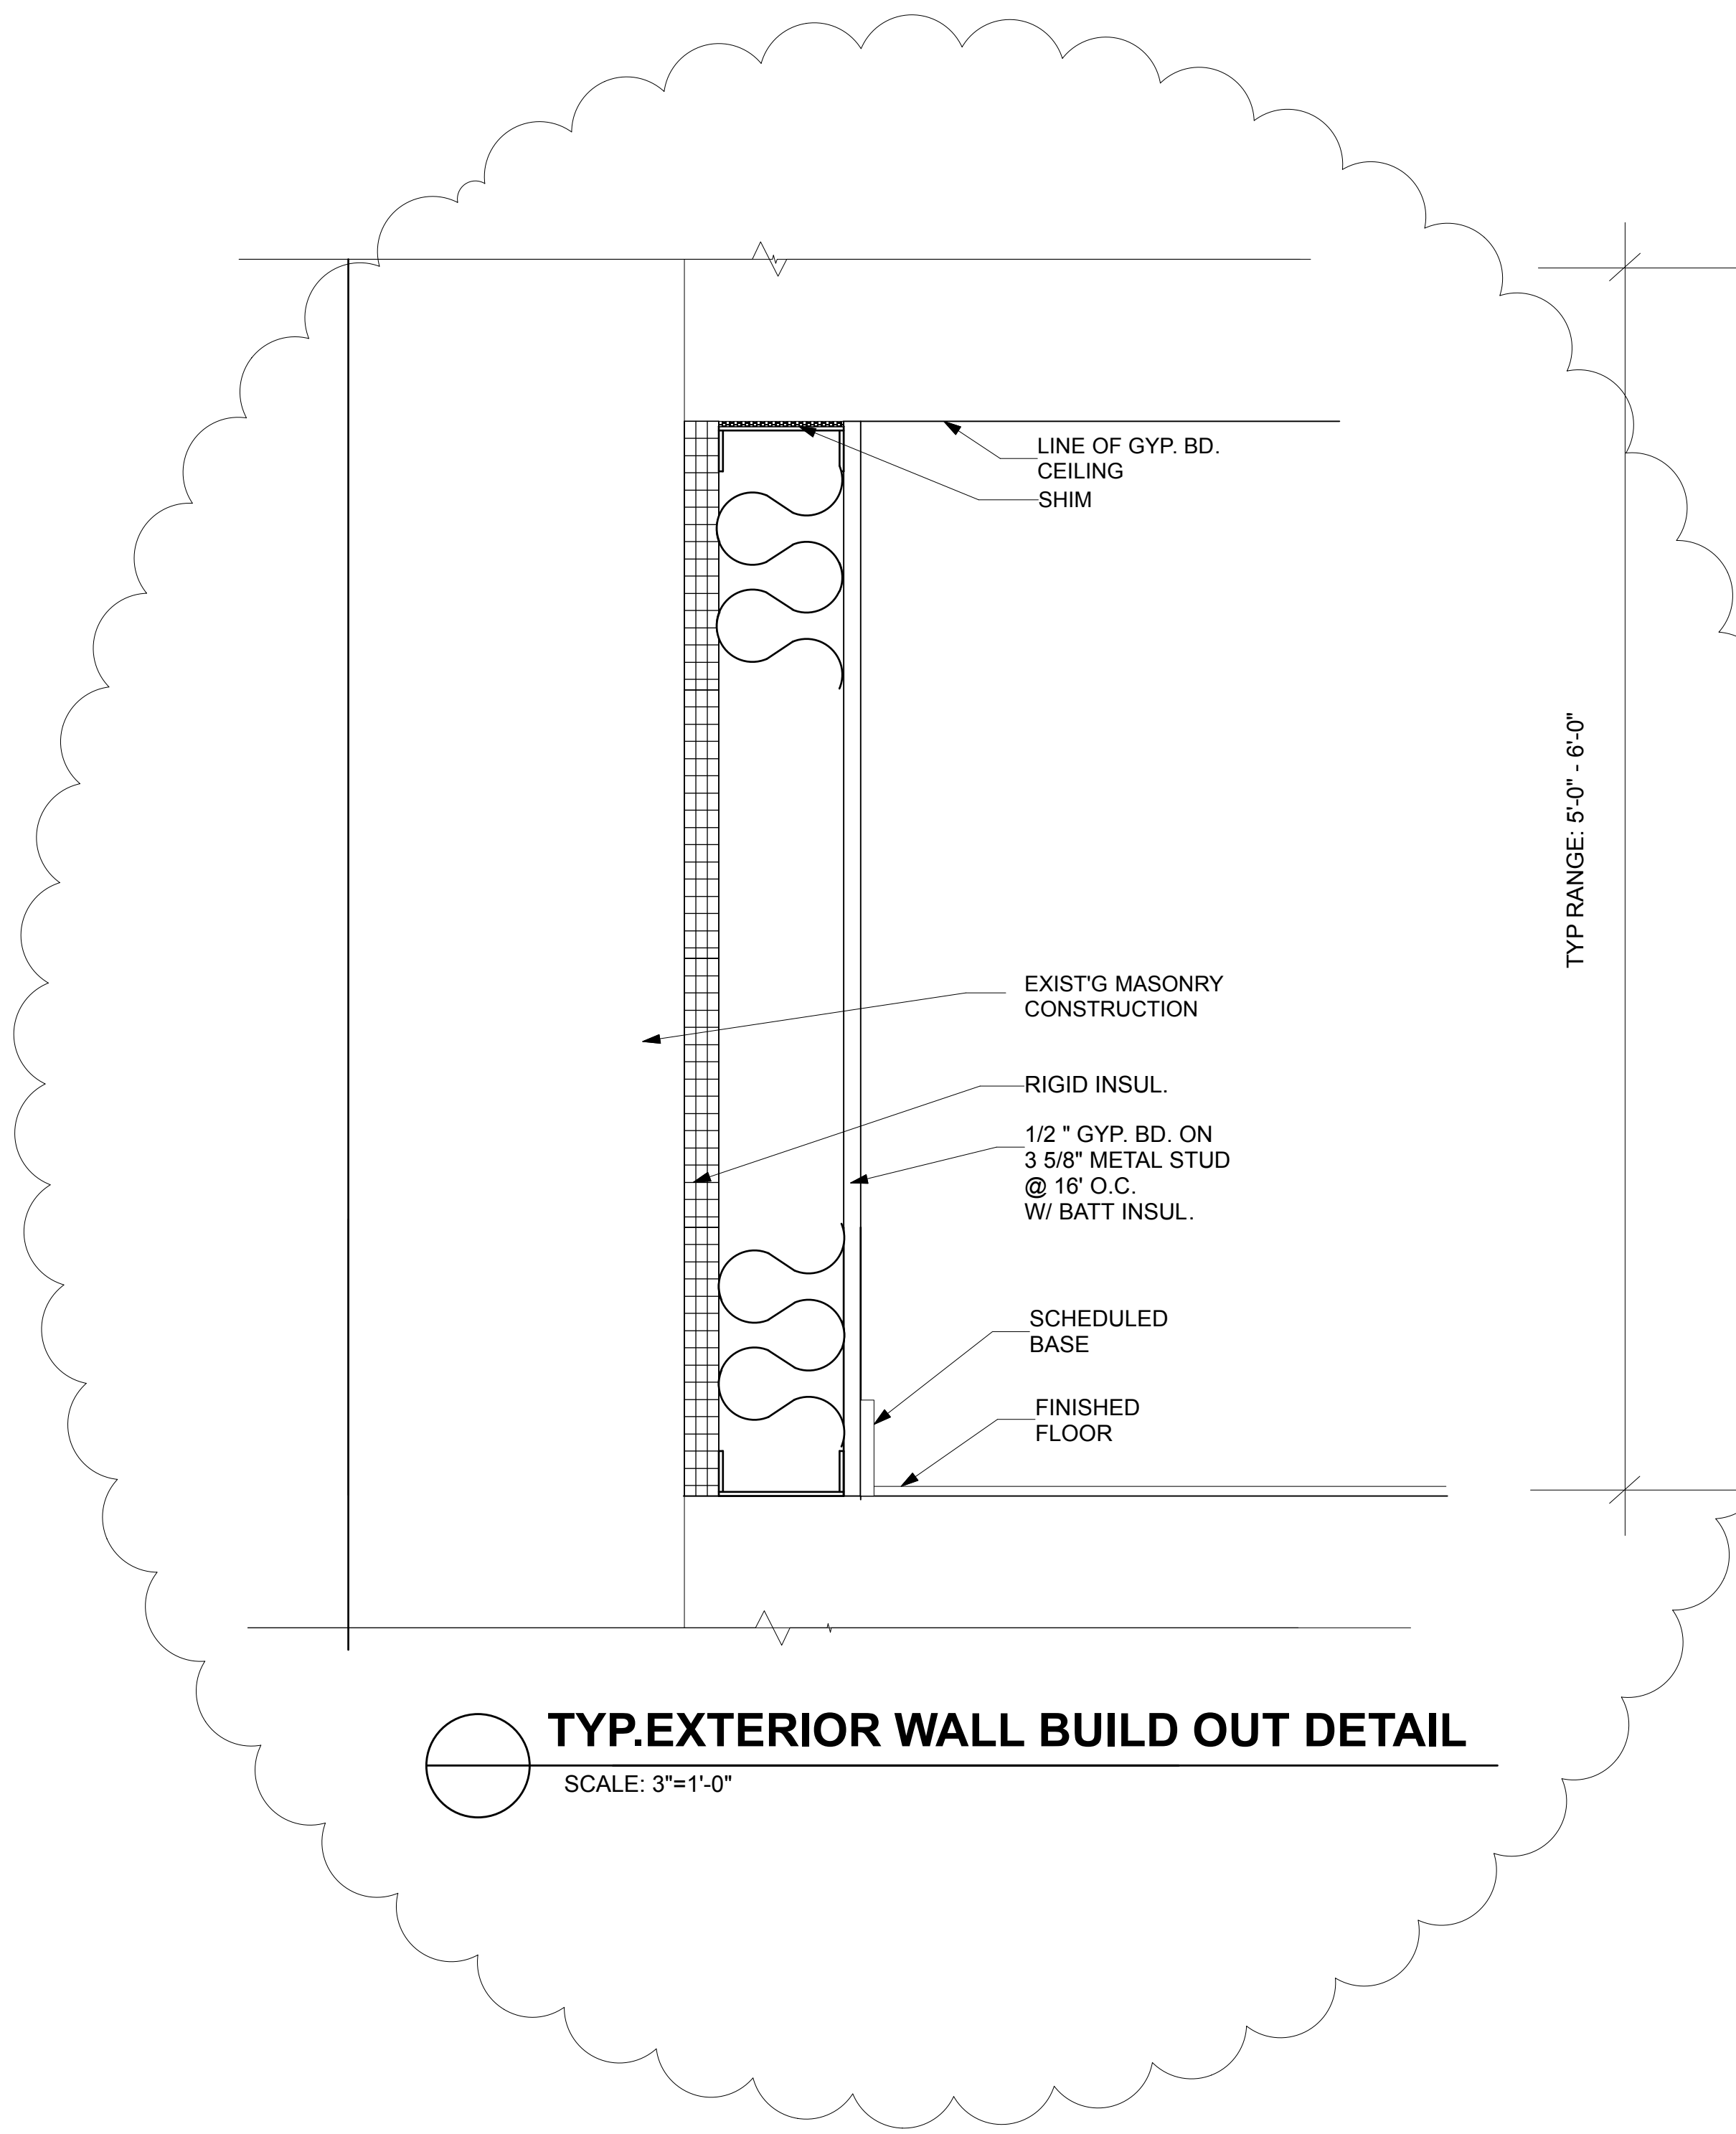 LINE OF GYP. BD.
CEILING
SHIM
TYP RANGE: 5'-0" - 6'-0"
EXIST'G MASONRY
CONSTRUCTION
RIGID INSUL.
1/2 " GYP. BD. ON
3 5/8" METAL STUD
@ 16' O.C.
W/ BATT INSUL.
SCHEDULED
BASE
FINISHED
FLOOR
TYP.EXTERIOR WALL BUILD OUT DETAIL
SCALE: 3"=1'-0"